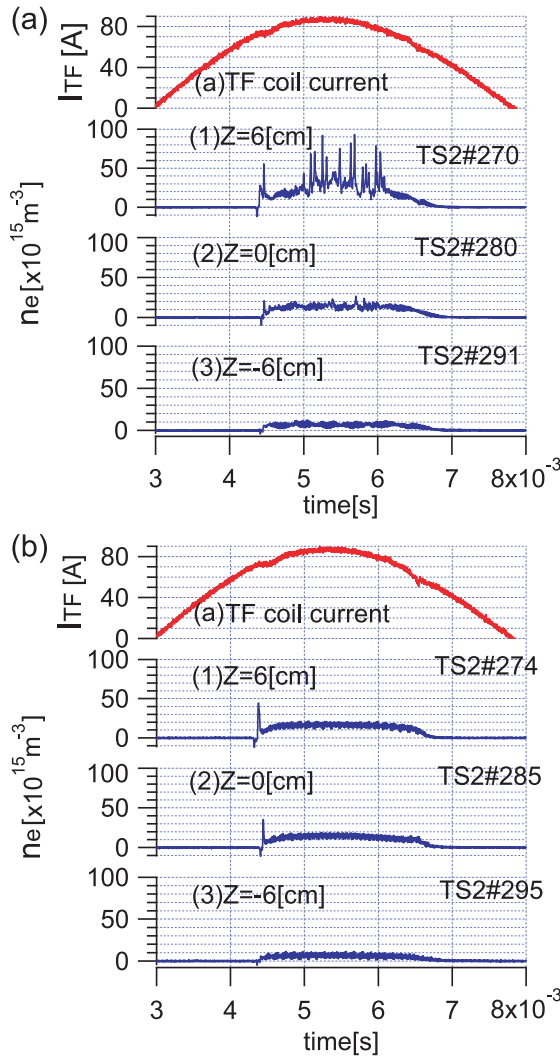 (a)
80
40
0
ITF [A]
(a)TF coil current
100
50
0
(1)Z=6[cm]
TS2#270
ne[x10^15m^-3]
100
50
0
(2)Z=0[cm]
TS2#280
100
50
0
(3)Z=-6[cm]
TS2#291
3 4 5 6 7 8x10^-3
time[s]
(b)
80
40
0
ITF [A]
(a)TF coil current
100
50
0
(1)Z=6[cm]
TS2#274
ne[x10^15m^-3]
100
50
0
(2)Z=0[cm]
TS2#285
100
50
0
(3)Z=-6[cm]
TS2#295
3 4 5 6 7 8x10^-3
time[s]